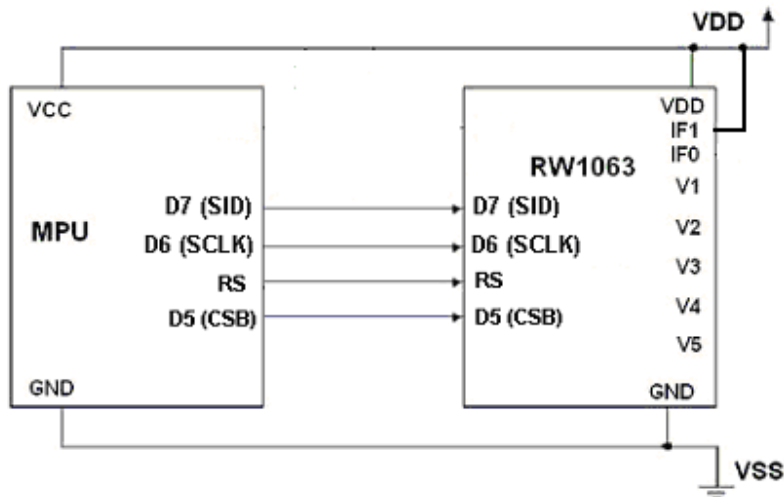 VDD
VCC
MPU
D7 (SID)
D6 (SCLK)
RS
D5 (CSB)
GND
VDD
IF1
IF0
RW1063
V1
V2
V3
V4
V5
D7 (SID)
D6 (SCLK)
RS
D5 (CSB)
GND
VSS